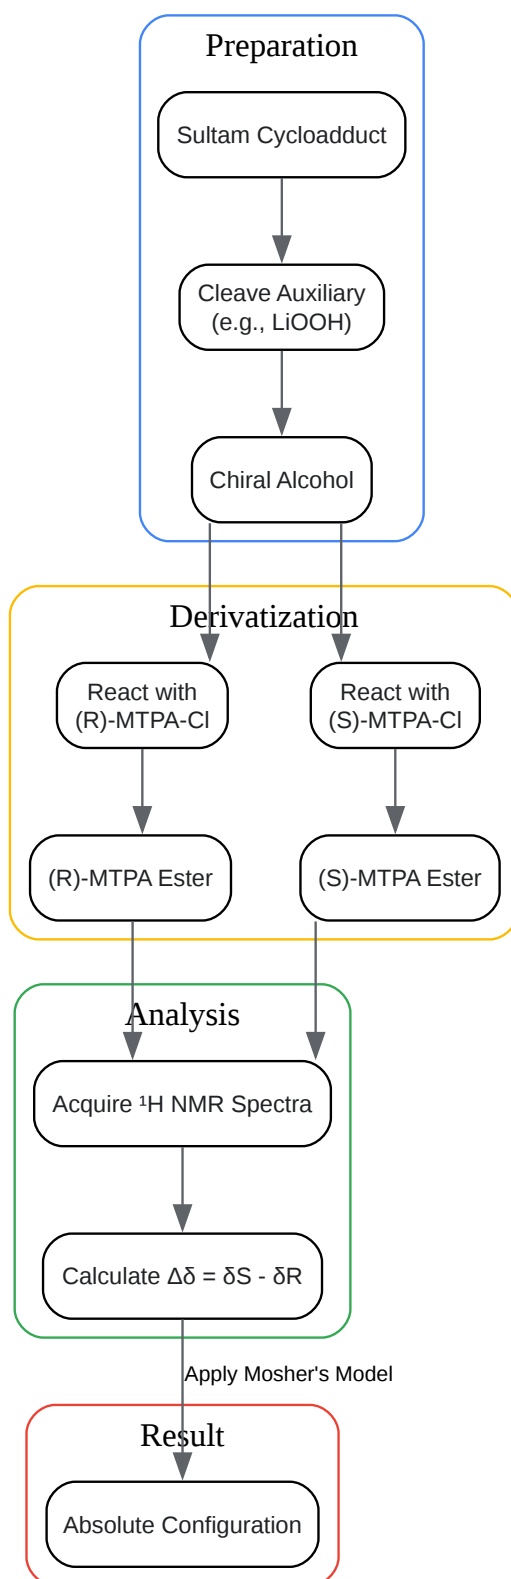 Preparation
Sultam Cycloadduct
Cleave Auxiliary
(e.g., LiOOH)
Chiral Alcohol
Derivatization
React with
(R)-MTPA-Cl
React with
(S)-MTPA-Cl
(R)-MTPA Ester
(S)-MTPA Ester
Analysis
Acquire ¹H NMR Spectra
Calculate Δδ = δS - δR
Apply Mosher's Model
Result
Absolute Configuration